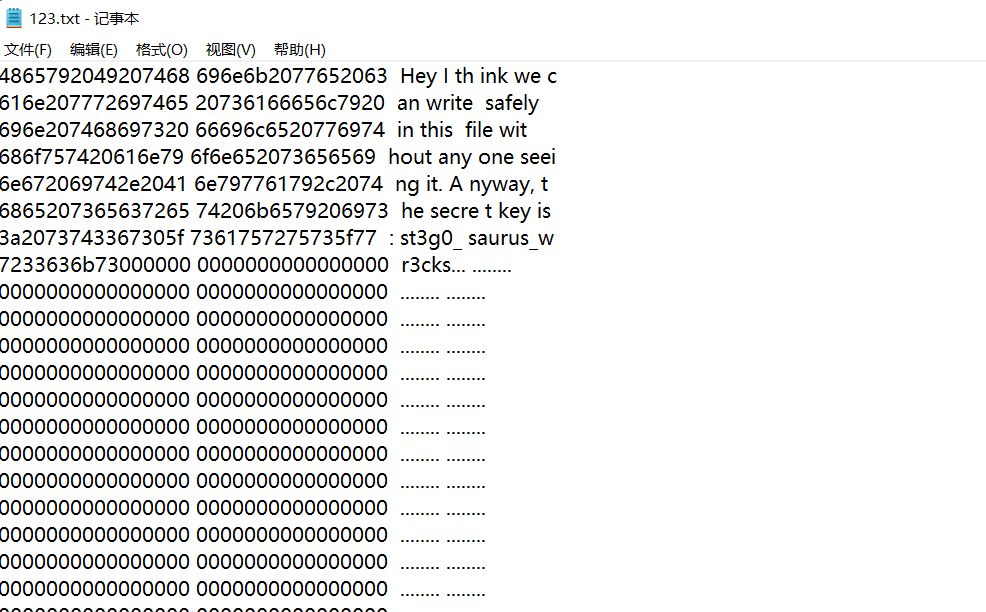 123.txt - 记事本
文件(F) 编辑(E) 格式(O) 视图(V) 帮助(H)
4865792049207468 696e6b2077652063 Hey I th ink we c
616e207772697465 20736166656c7920 an write  safely
696e207468697320 66696c6520776974 in this  file wit
686f757420616e79 6f6e652073656569 hout any one seei
6e672069742e2041 6e797761792c2074 ng it. A nyway, t
6865207365637265 74206b6579206973 he secre t key is
3a2073743367305f 7361757275735f77 : st3g0_ saurus_w
7233636b73000000 0000000000000000 r3cks... ........
0000000000000000 0000000000000000 ........ ........
0000000000000000 0000000000000000 ........ ........
0000000000000000 0000000000000000 ........ ........
0000000000000000 0000000000000000 ........ ........
0000000000000000 0000000000000000 ........ ........
0000000000000000 0000000000000000 ........ ........
0000000000000000 0000000000000000 ........ ........
0000000000000000 0000000000000000 ........ ........
0000000000000000 0000000000000000 ........ ........
0000000000000000 0000000000000000 ........ ........
0000000000000000 0000000000000000 ........ ........
0000000000000000 0000000000000000 ........ ........